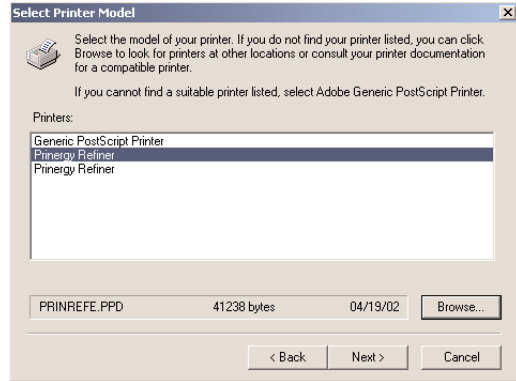 Select Printer Model
Select the model of your printer. If you do not find your printer listed, you can click
Browse to look for printers at other locations or consult your printer documentation
for a compatible printer.
If you cannot find a suitable printer listed, select Adobe Generic PostScript Printer.
Printers:
Generic PostScript Printer
Prinergy Refiner
Prinergy Refiner
PRINREFE.PPD 41238 bytes 04/19/02 Browse...
< Back Next > Cancel